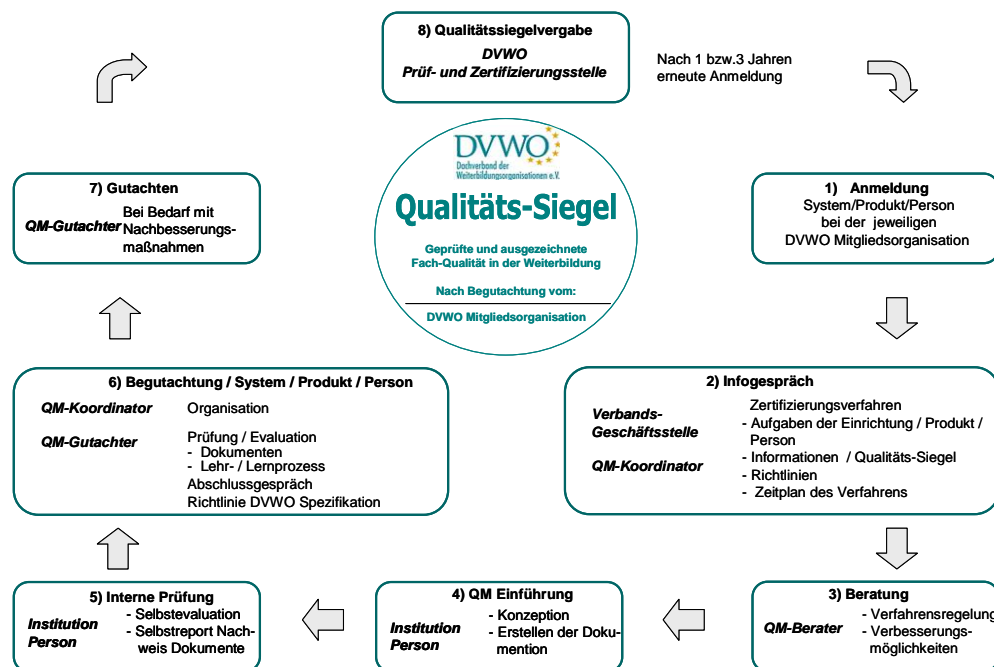 8) Qualitätssiegelvergabe
DVWO
Prüf- und Zertifizierungsstelle
Nach 1 bzw.3 Jahren
erneute Anmeldung
DVWO
Dachverband der
Weiterbildungsorganisationen e.V.
Qualitäts-Siegel
Geprüfte und ausgezeichnete
Fach-Qualität in der Weiterbildung
Nach Begutachtung vom:
DVWO Mitgliedsorganisation
1) Anmeldung
System/Produkt/Person
bei der jeweiligen
DVWO Mitgliedsorganisation
2) Infogespräch
Verbands-
Geschäftsstelle
QM-Koordinator
Zertifizierungsverfahren
- Aufgaben der Einrichtung / Produkt /
Person
- Informationen / Qualitäts-Siegel
- Richtlinien
- Zeitplan des Verfahrens
3) Beratung
QM-Berater
- Verfahrensregelung
- Verbesserungs-
möglichkeiten
4) QM Einführung
Institution
Person
- Konzeption
- Erstellen der Doku-
mention
5) Interne Prüfung
Institution
Person
- Selbstevaluation
- Selbstreport Nach-
weis Dokumente
6) Begutachtung / System / Produkt / Person
QM-Koordinator
Organisation
QM-Gutachter
Prüfung / Evaluation
- Dokumenten
- Lehr- / Lernprozess
Abschlussgespräch
Richtlinie DVWO Spezifikation
7) Gutachten
QM-Gutachter
Bei Bedarf mit
Nachbesserungs-
maßnahmen